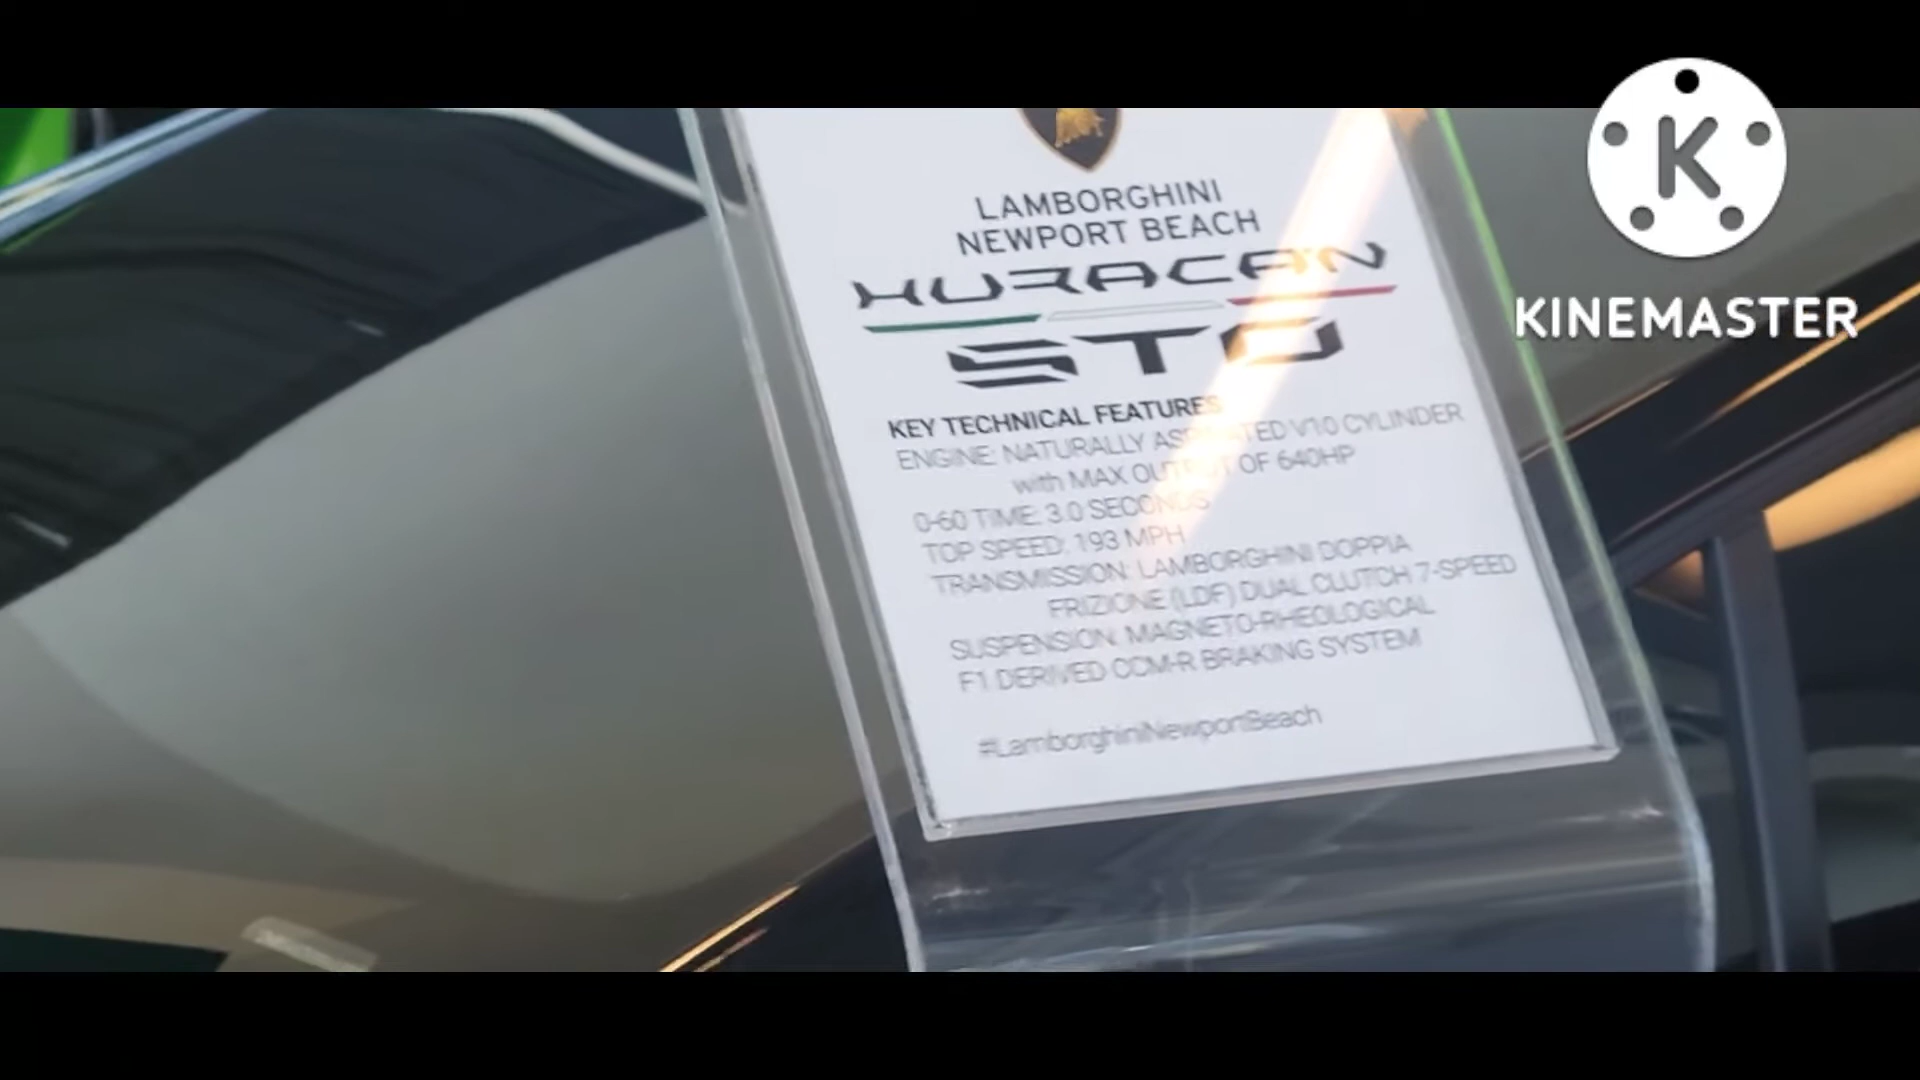 LAMBORGHINI
NEWPORT BEACH
HURACAN
STO
KEY TECHNICAL FEATURES
ENGINE: NATURALLY ASPIRATED V10 CYLINDER
with MAX OUTPUT OF 640HP
0-60 TIME: 3.0 SECONDS
TOP SPEED: 193 MPH
TRANSMISSION: LAMBORGHINI DOPPIA
FRIZIONE (LDF) DUAL CLUTCH 7-SPEED
SUSPENSION: MAGNETO-RHEOLOGICAL
F1 DERIVED CCM-R BRAKING SYSTEM
#LamborghiniNewportBeach
K
KINEMASTER